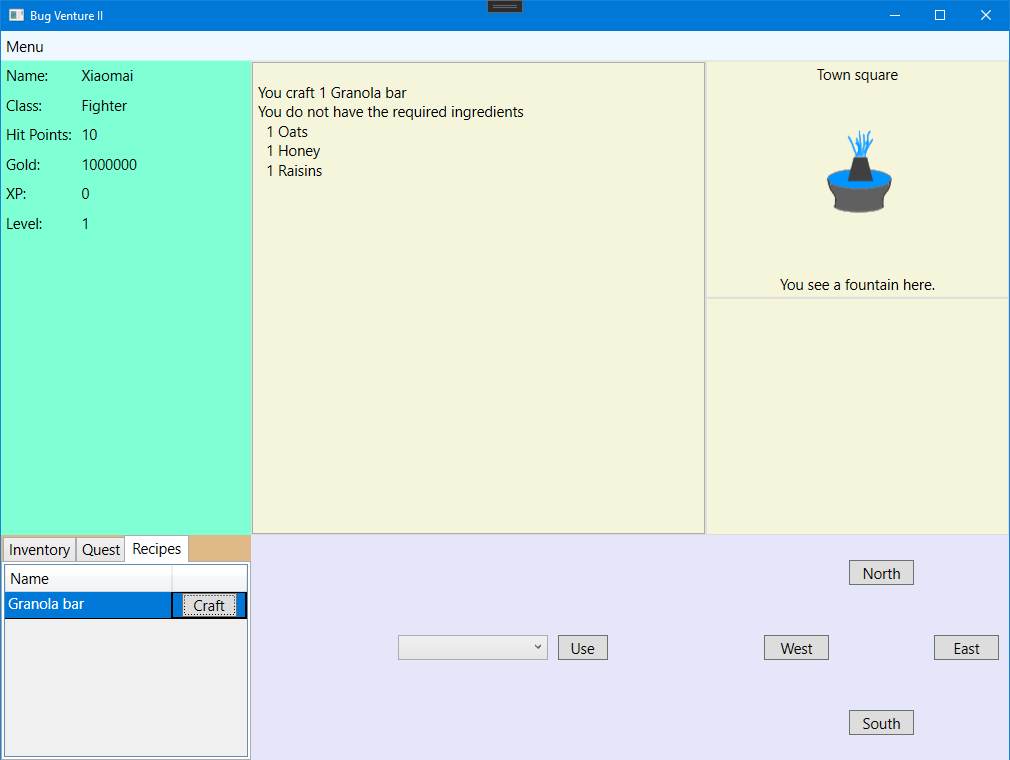 Bug Venture II
Menu
Name: Xiaomai
Class: Fighter
Hit Points: 10
Gold: 1000000
XP: 0
Level: 1
You craft 1 Granola bar
You do not have the required ingredients
1 Oats
1 Honey
1 Raisins
Town square
You see a fountain here.
Inventory Quest Recipes
Name
Granola bar Craft
Use
North
West East
South